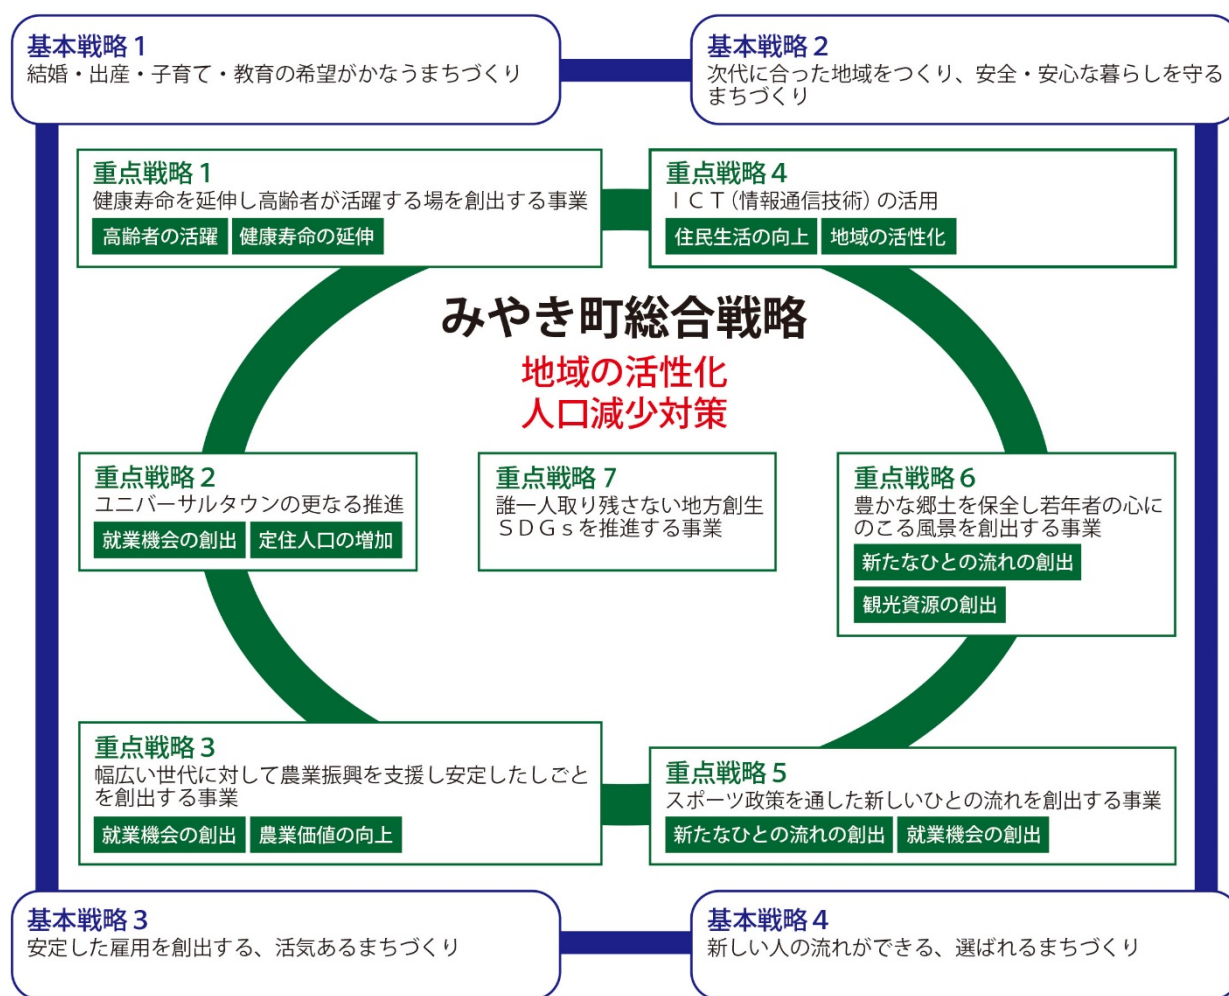 基本戦略1
結婚・出産・子育て・教育の希望がかなうまちづくり
基本戦略2
次代に合った地域をつくり、安全・安心な暮らしを守る
まちづくり
重点戦略1
健康寿命を延伸し高齢者が活躍する場を創出する事業
高齢者の活躍
健康寿命の延伸
重点戦略4
ＩＣＴ(情報通信技術)の活用
住民生活の向上
地域の活性化
みやき町総合戦略
地域の活性化
人口減少対策
重点戦略2
ユニバーサルタウンの更なる推進
就業機会の創出
定住人口の増加
重点戦略7
誰一人取り残さない地方創生
ＳＤＧｓを推進する事業
重点戦略6
豊かな郷土を保全し若年者の心に
のこる風景を創出する事業
新たなひとの流れの創出
観光資源の創出
重点戦略3
幅広い世代に対して農業振興を支援し安定したしごと
を創出する事業
就業機会の創出
農業価値の向上
重点戦略5
スポーツ政策を通した新しいひとの流れを創出する事業
新たなひとの流れの創出
就業機会の創出
基本戦略3
安定した雇用を創出する、活気あるまちづくり
基本戦略4
新しい人の流れができる、選ばれるまちづくり